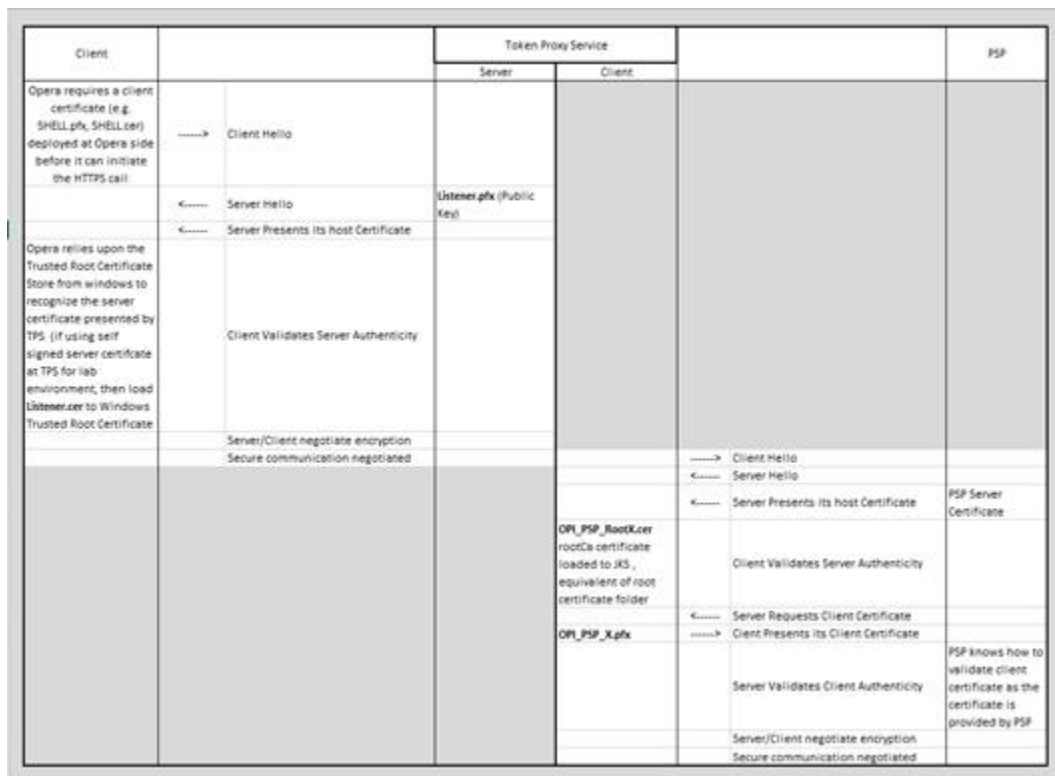 Client
Token Proxy Service
PSP
Server
Client
Opera requires a client
certificate (e.g.
SHELL.pfx, SHELL.cer)
deployed at Opera side
before it can initiate
the HTTPS call
------>
Client Hello
<------
Server Hello
Listener.pfx (Public
Key)
<------
Server Presents its host Certificate
Opera relies upon the
Trusted Root Certificate
Store from windows to
recognize the server
certificate presented by
TPS (if using self
signed server certifcate
at TPS for lab
environment, then load
Listener.cer to Windows
Trusted Root Certificate
Client Validates Server Authenticity
Server/Client negotiate encryption
Secure communication negotiated
------>
Client Hello
<------
Server Hello
<------
Server Presents its host Certificate
PSP Server
Certificate
OPI_PSP_RootX.cer
rootCa certificate
loaded to JKS ,
equivalent of root
certificate folder
Client Validates Server Authenticity
<------
Server Requests Client Certificate
OPI_PSP_X.pfx
------>
Cient Presents its Client Certificate
Server Validates Client Authenticity
PSP knows how to
validate client
certificate as the
certificate is
provided by PSP
Server/Client negotiate encryption
Secure communication negotiated